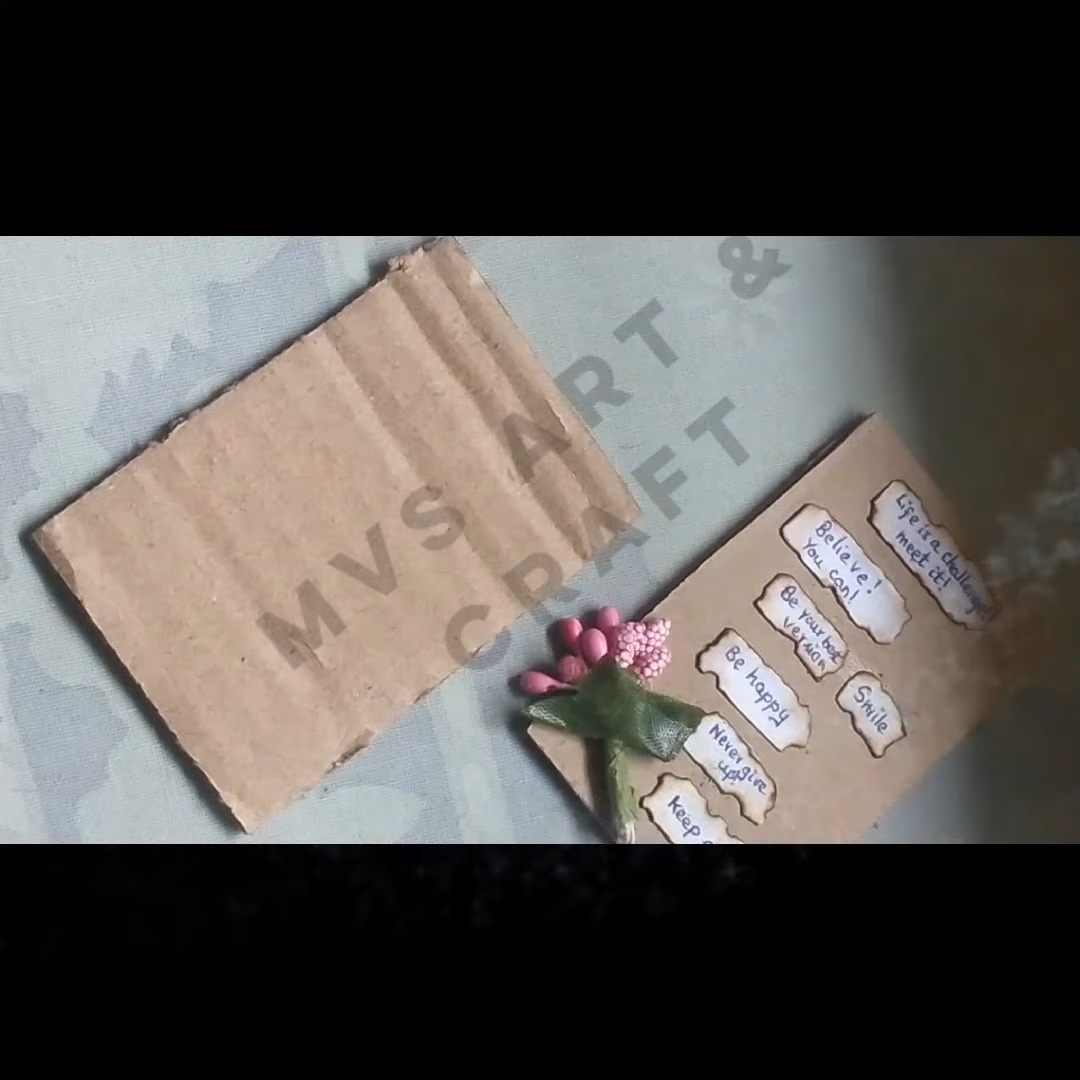 MVS ART &
CRAFT
Life is a challenge
meet it!
Believe!
You can!
Be your best
version
Smile
Be happy
Never give
up!
Keep